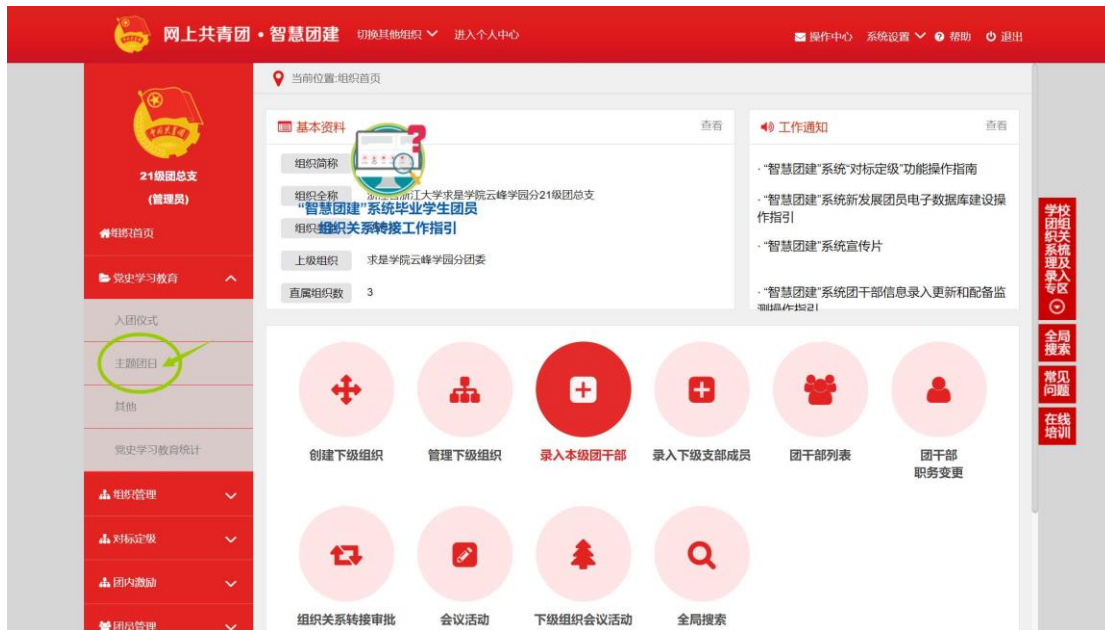 网上共青团·智慧团建 切换其他组织 进入个人中心 操作中心 系统设置 帮助 退出
21级团总支
(管理员)
组织首页
党史学习教育
入团仪式
主题团日
其他
党史学习教育统计
组织管理
对标定级
团内激励
团员管理
当前位置:组织首页
基本资料 查看
组织简称
组织全称 浙江大学求是学院云峰学园分21级团总支
“智慧团建”系统毕业学生团员
组织关系转接工作指引
上级组织 求是学院云峰学园分团委
直属组织数 3
工作通知 查看
·“智慧团建”系统“对标定级”功能操作指南
·“智慧团建”系统新发展团员电子数据库建设操
作指引
·“智慧团建”系统宣传片
·“智慧团建”系统团干部信息录入更新和配备监
测操作指引
创建下级组织 管理下级组织 录入本级团干部 录入下级支部成员 团干部列表 团干部
职务变更
组织关系转接审批 会议活动 下级组织会议活动 全局搜索
学校
团组
织关
系梳
理及
录入
专区
全局
搜索
常见
问题
在线
培训